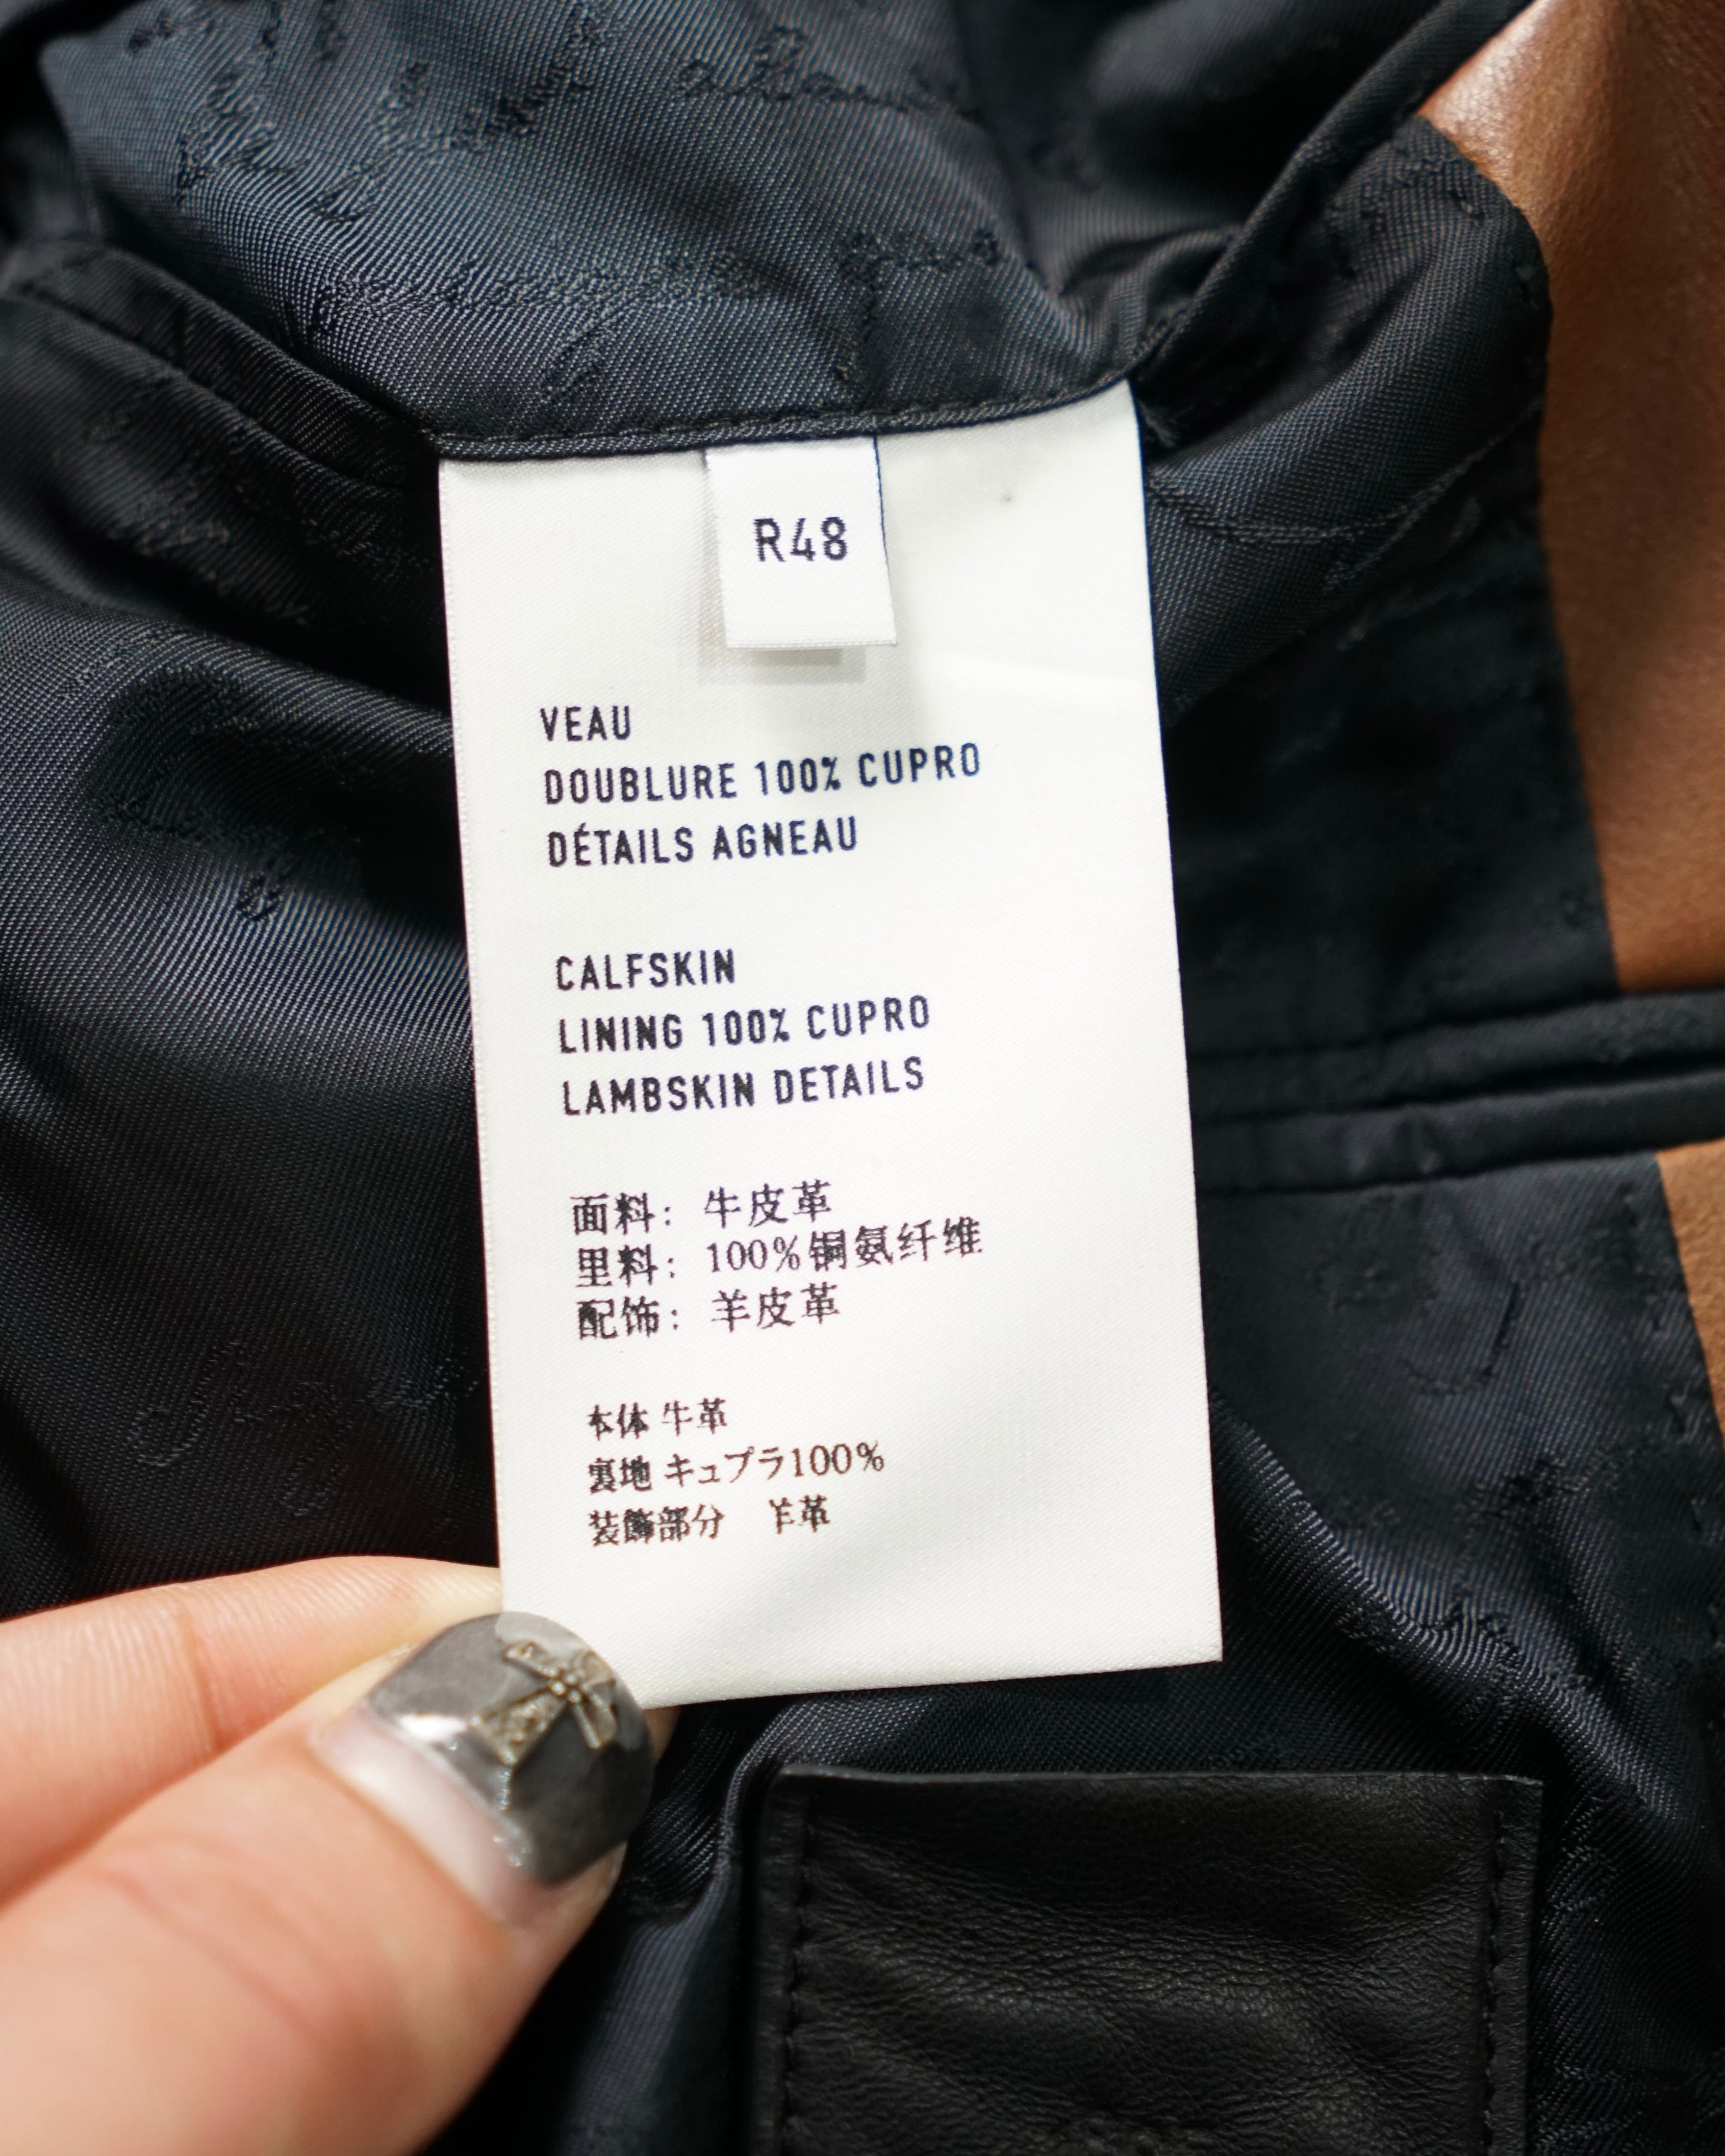 R48
VEAU
DOUBLURE 100% CUPRO
DÉTAILS AGNEAU
CALFSKIN
LINING 100% CUPRO
LAMBSKIN DETAILS
面料: 牛皮革
里料: 100%铜氨纤维
配饰: 羊皮革
本体 牛革
裏地 キュプラ100%
装飾部分 羊革